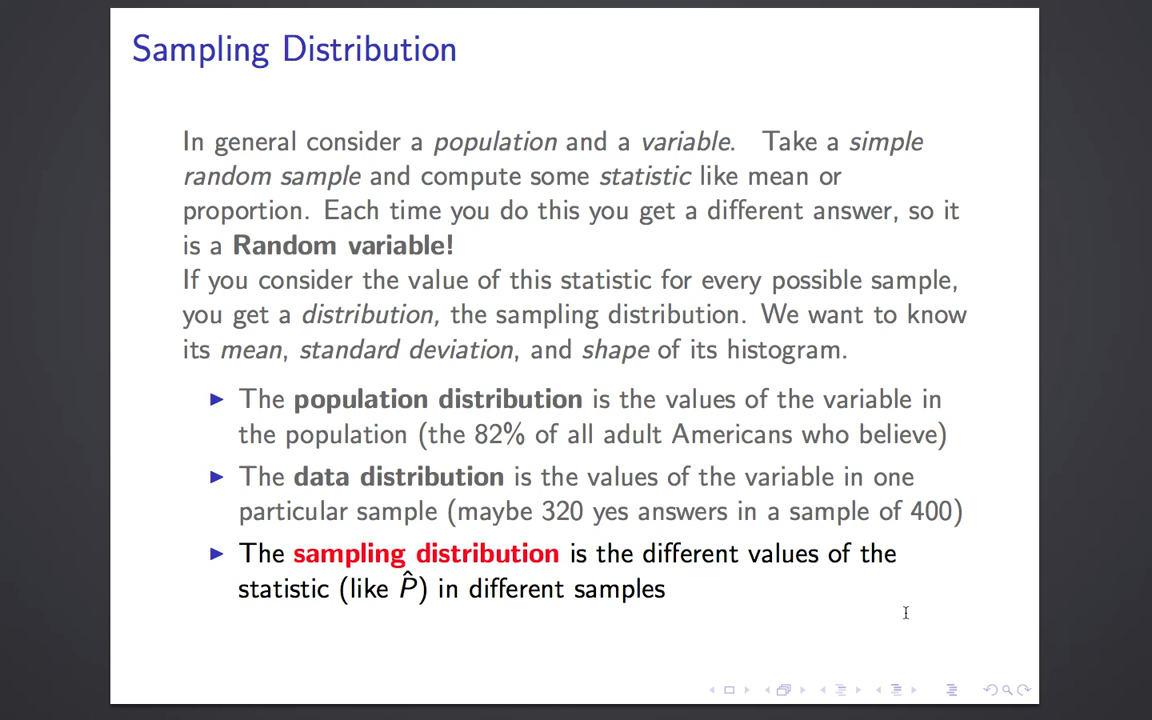 Sampling Distribution
In general consider a population and a variable. Take a simple
random sample and compute some statistic like mean or
proportion. Each time you do this you get a different answer, so it
is a Random variable!
If you consider the value of this statistic for every possible sample,
you get a distribution, the sampling distribution. We want to know
its mean, standard deviation, and shape of its histogram.
▶ The population distribution is the values of the variable in
the population (the 82% of all adult Americans who believe)
▶ The data distribution is the values of the variable in one
particular sample (maybe 320 yes answers in a sample of 400)
▶ The sampling distribution is the different values of the
statistic (like P̂) in different samples